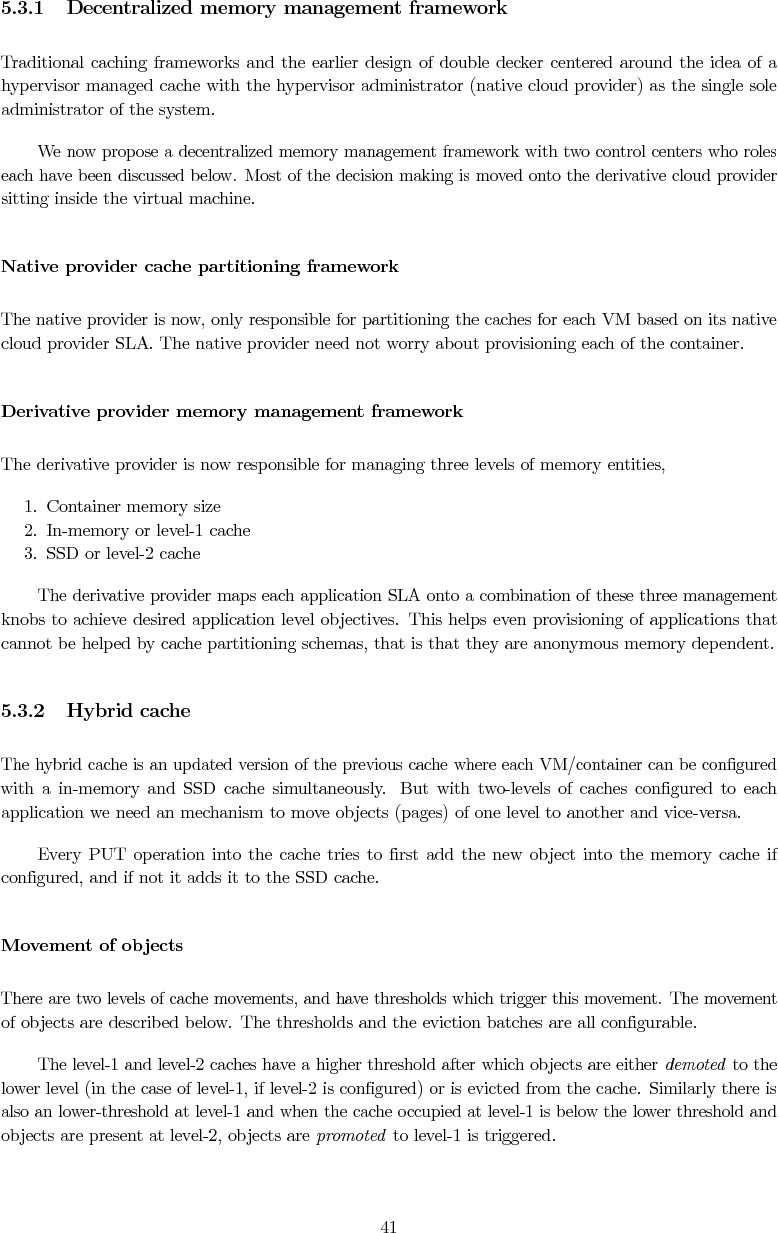 5.3.1 Decentralized memory management framework
Traditional caching frameworks and the earlier design of double decker centered around the idea of a
hypervisor managed cache with the hypervisor administrator (native cloud provider) as the single sole
administrator of the system.
We now propose a decentralized memory management framework with two control centers who roles
each have been discussed below. Most of the decision making is moved onto the derivative cloud provider
sitting inside the virtual machine.
Native provider cache partitioning framework
The native provider is now, only responsible for partitioning the caches for each VM based on its native
cloud provider SLA. The native provider need not worry about provisioning each of the container.
Derivative provider memory management framework
The derivative provider is now responsible for managing three levels of memory entities,
1. Container memory size
2. In-memory or level-1 cache
3. SSD or level-2 cache
The derivative provider maps each application SLA onto a combination of these three management
knobs to achieve desired application level objectives. This helps even provisioning of applications that
cannot be helped by cache partitioning schemas, that is that they are anonymous memory dependent.
5.3.2 Hybrid cache
The hybrid cache is an updated version of the previous cache where each VM/container can be configured
with a in-memory and SSD cache simultaneously. But with two-levels of caches configured to each
application we need an mechanism to move objects (pages) of one level to another and vice-versa.
Every PUT operation into the cache tries to first add the new object into the memory cache if
configured, and if not it adds it to the SSD cache.
Movement of objects
There are two levels of cache movements, and have thresholds which trigger this movement. The movement
of objects are described below. The thresholds and the eviction batches are all configurable.
The level-1 and level-2 caches have a higher threshold after which objects are either demoted to the
lower level (in the case of level-1, if level-2 is configured) or is evicted from the cache. Similarly there is
also an lower-threshold at level-1 and when the cache occupied at level-1 is below the lower threshold and
objects are present at level-2, objects are promoted to level-1 is triggered.
41